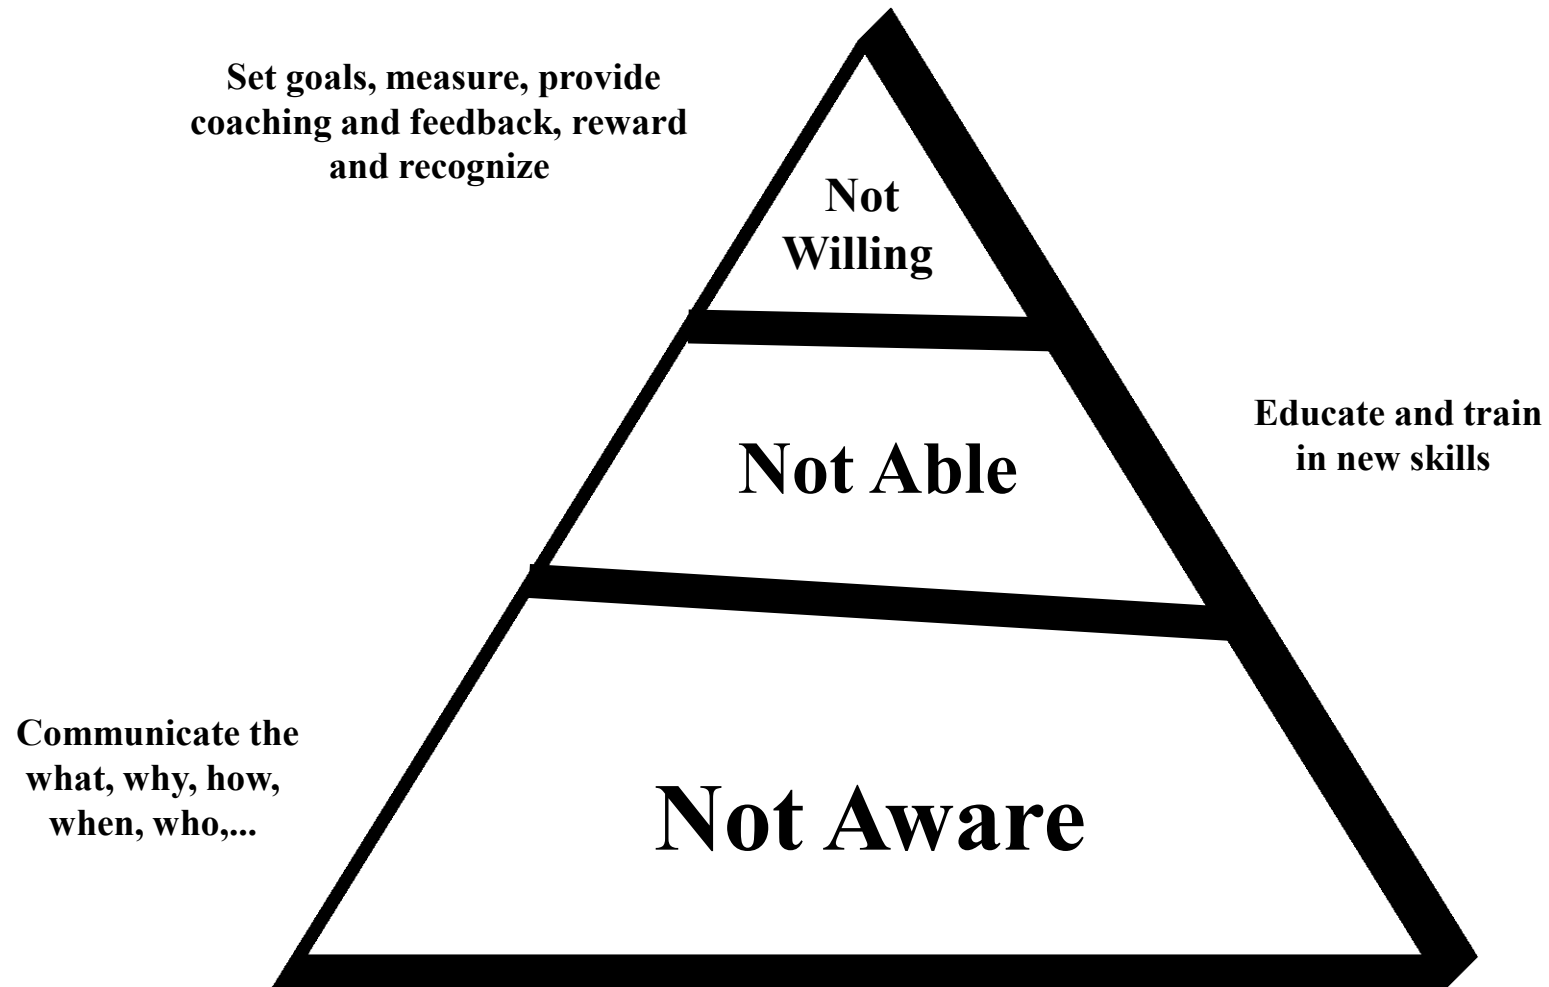 Set goals, measure, provide
coaching and feedback, reward
and recognize
Not
Willing
Educate and train
in new skills
Not Able
Communicate the
what, why, how,
when, who,...
Not Aware